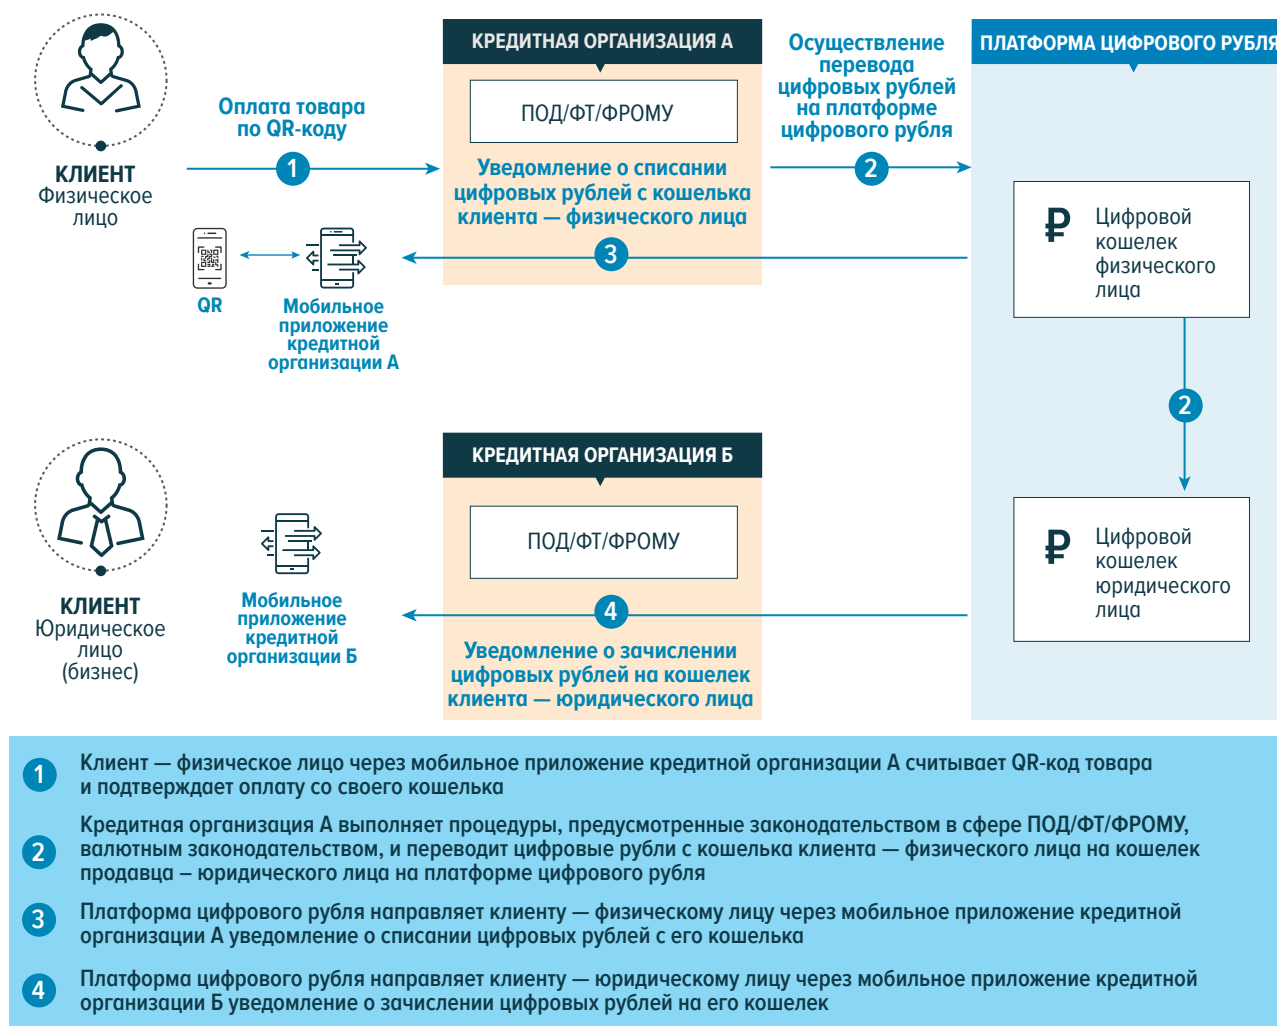 КЛИЕНТ
Физическое
лицо
Оплата товара
по QR-коду
1
QR
Мобильное
приложение
кредитной
организации А
КРЕДИТНАЯ ОРГАНИЗАЦИЯ А
ПОД/ФТ/ФРОМУ
Уведомление о списании
цифровых рублей с кошелька
клиента — физического лица
3
Осуществление
перевода
цифровых рублей
на платформе
цифрового рубля
2
ПЛАТФОРМА ЦИФРОВОГО РУБЛЯ
₽
Цифровой
кошелек
физического
лица
2
КЛИЕНТ
Юридическое
лицо
(бизнес)
Мобильное
приложение
кредитной
организации Б
КРЕДИТНАЯ ОРГАНИЗАЦИЯ Б
ПОД/ФТ/ФРОМУ
4
Уведомление о зачислении
цифровых рублей на кошелек
клиента — юридического лица
₽
Цифровой
кошелек
юридического
лица
1
Клиент — физическое лицо через мобильное приложение кредитной организации А считывает QR-код товара
и подтверждает оплату со своего кошелька
2
Кредитная организация А выполняет процедуры, предусмотренные законодательством в сфере ПОД/ФТ/ФРОМУ,
валютным законодательством, и переводит цифровые рубли с кошелька клиента — физического лица на кошелек
продавца – юридического лица на платформе цифрового рубля
3
Платформа цифрового рубля направляет клиенту — физическому лицу через мобильное приложение кредитной
организации А уведомление о списании цифровых рублей с его кошелька
4
Платформа цифрового рубля направляет клиенту — юридическому лицу через мобильное приложение кредитной
организации Б уведомление о зачислении цифровых рублей на его кошелек